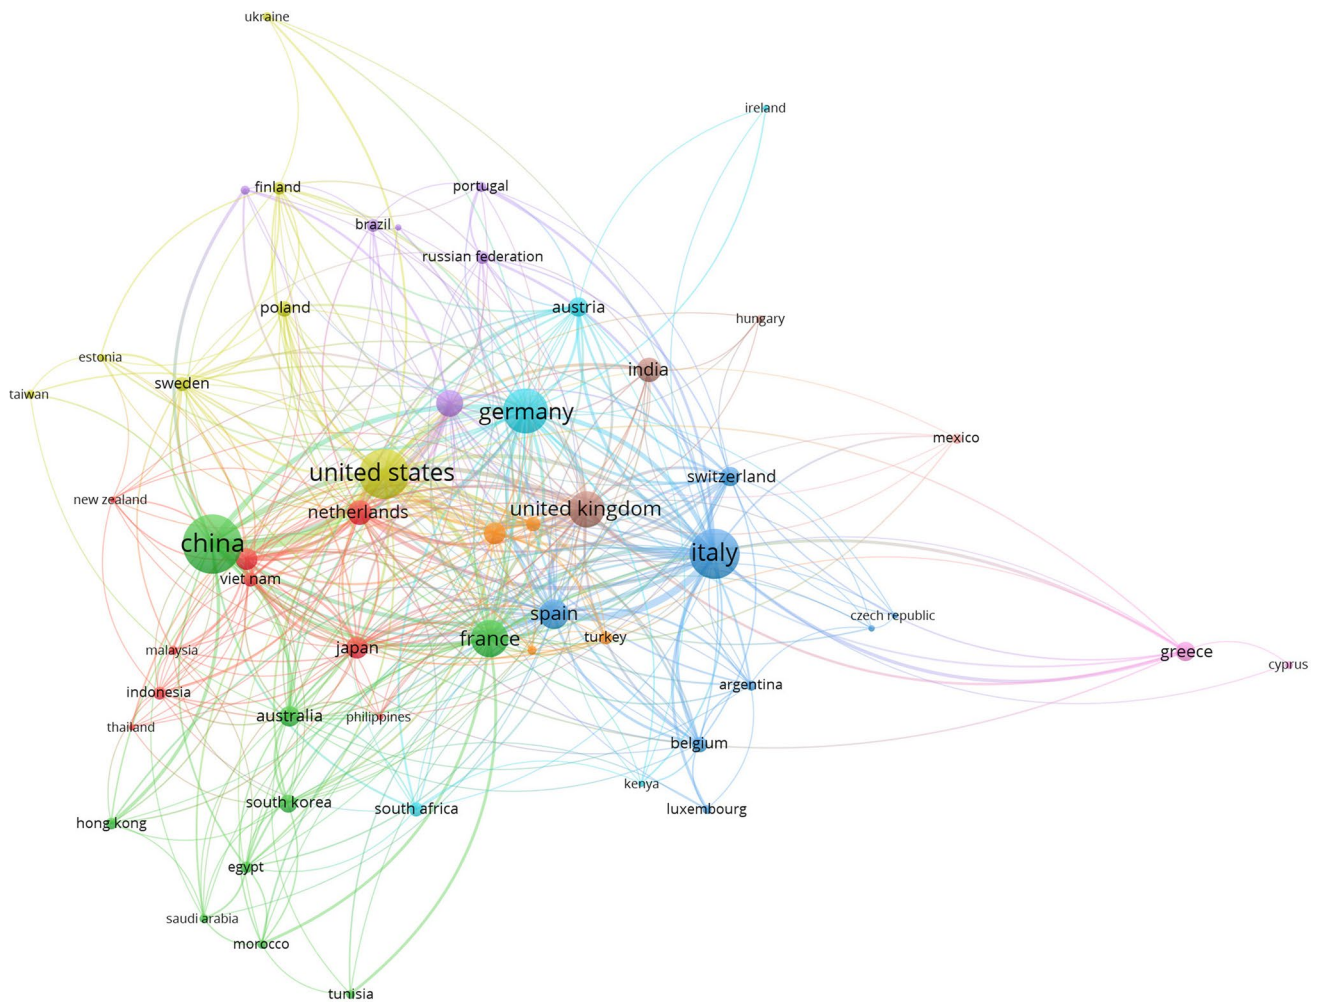 ukraine
ireland
finland
portugal
brazil
russian federation
poland
austria
hungary
estonia
india
sweden
taiwan
germany
mexico
united states
switzerland
new zealand
netherlands
united kingdom
china
italy
viet nam
spain
czech republic
france
turkey
japan
malaysia
greece
cyprus
argentina
indonesia
australia
philippines
thailand
belgium
kenya
south korea
south africa
luxembourg
hong kong
egypt
saudi arabia
morocco
tunisia